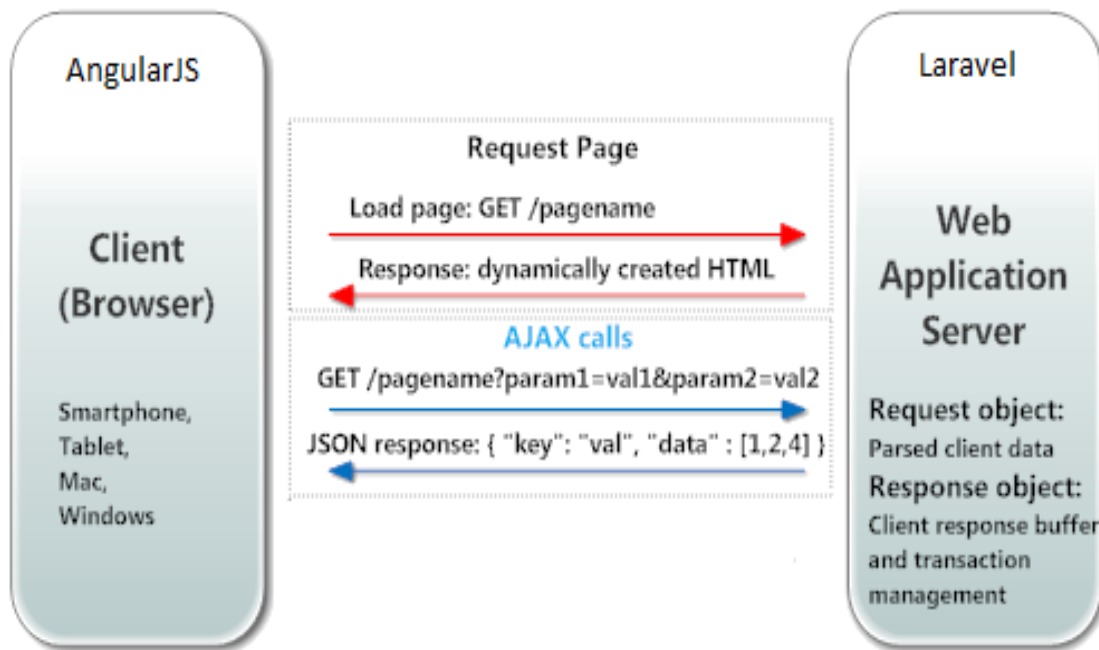 AngularJS
Client
(Browser)
Smartphone,
Tablet,
Mac,
Windows
Request Page
Load page: GET /pagename
Response: dynamically created HTML
AJAX calls
GET /pagename?param1=val1&param2=val2
JSON response: { "key": "val", "data" : [1,2,4] }
Laravel
Web
Application
Server
Request object:
Parsed client data
Response object:
Client response buffer
and transaction
management